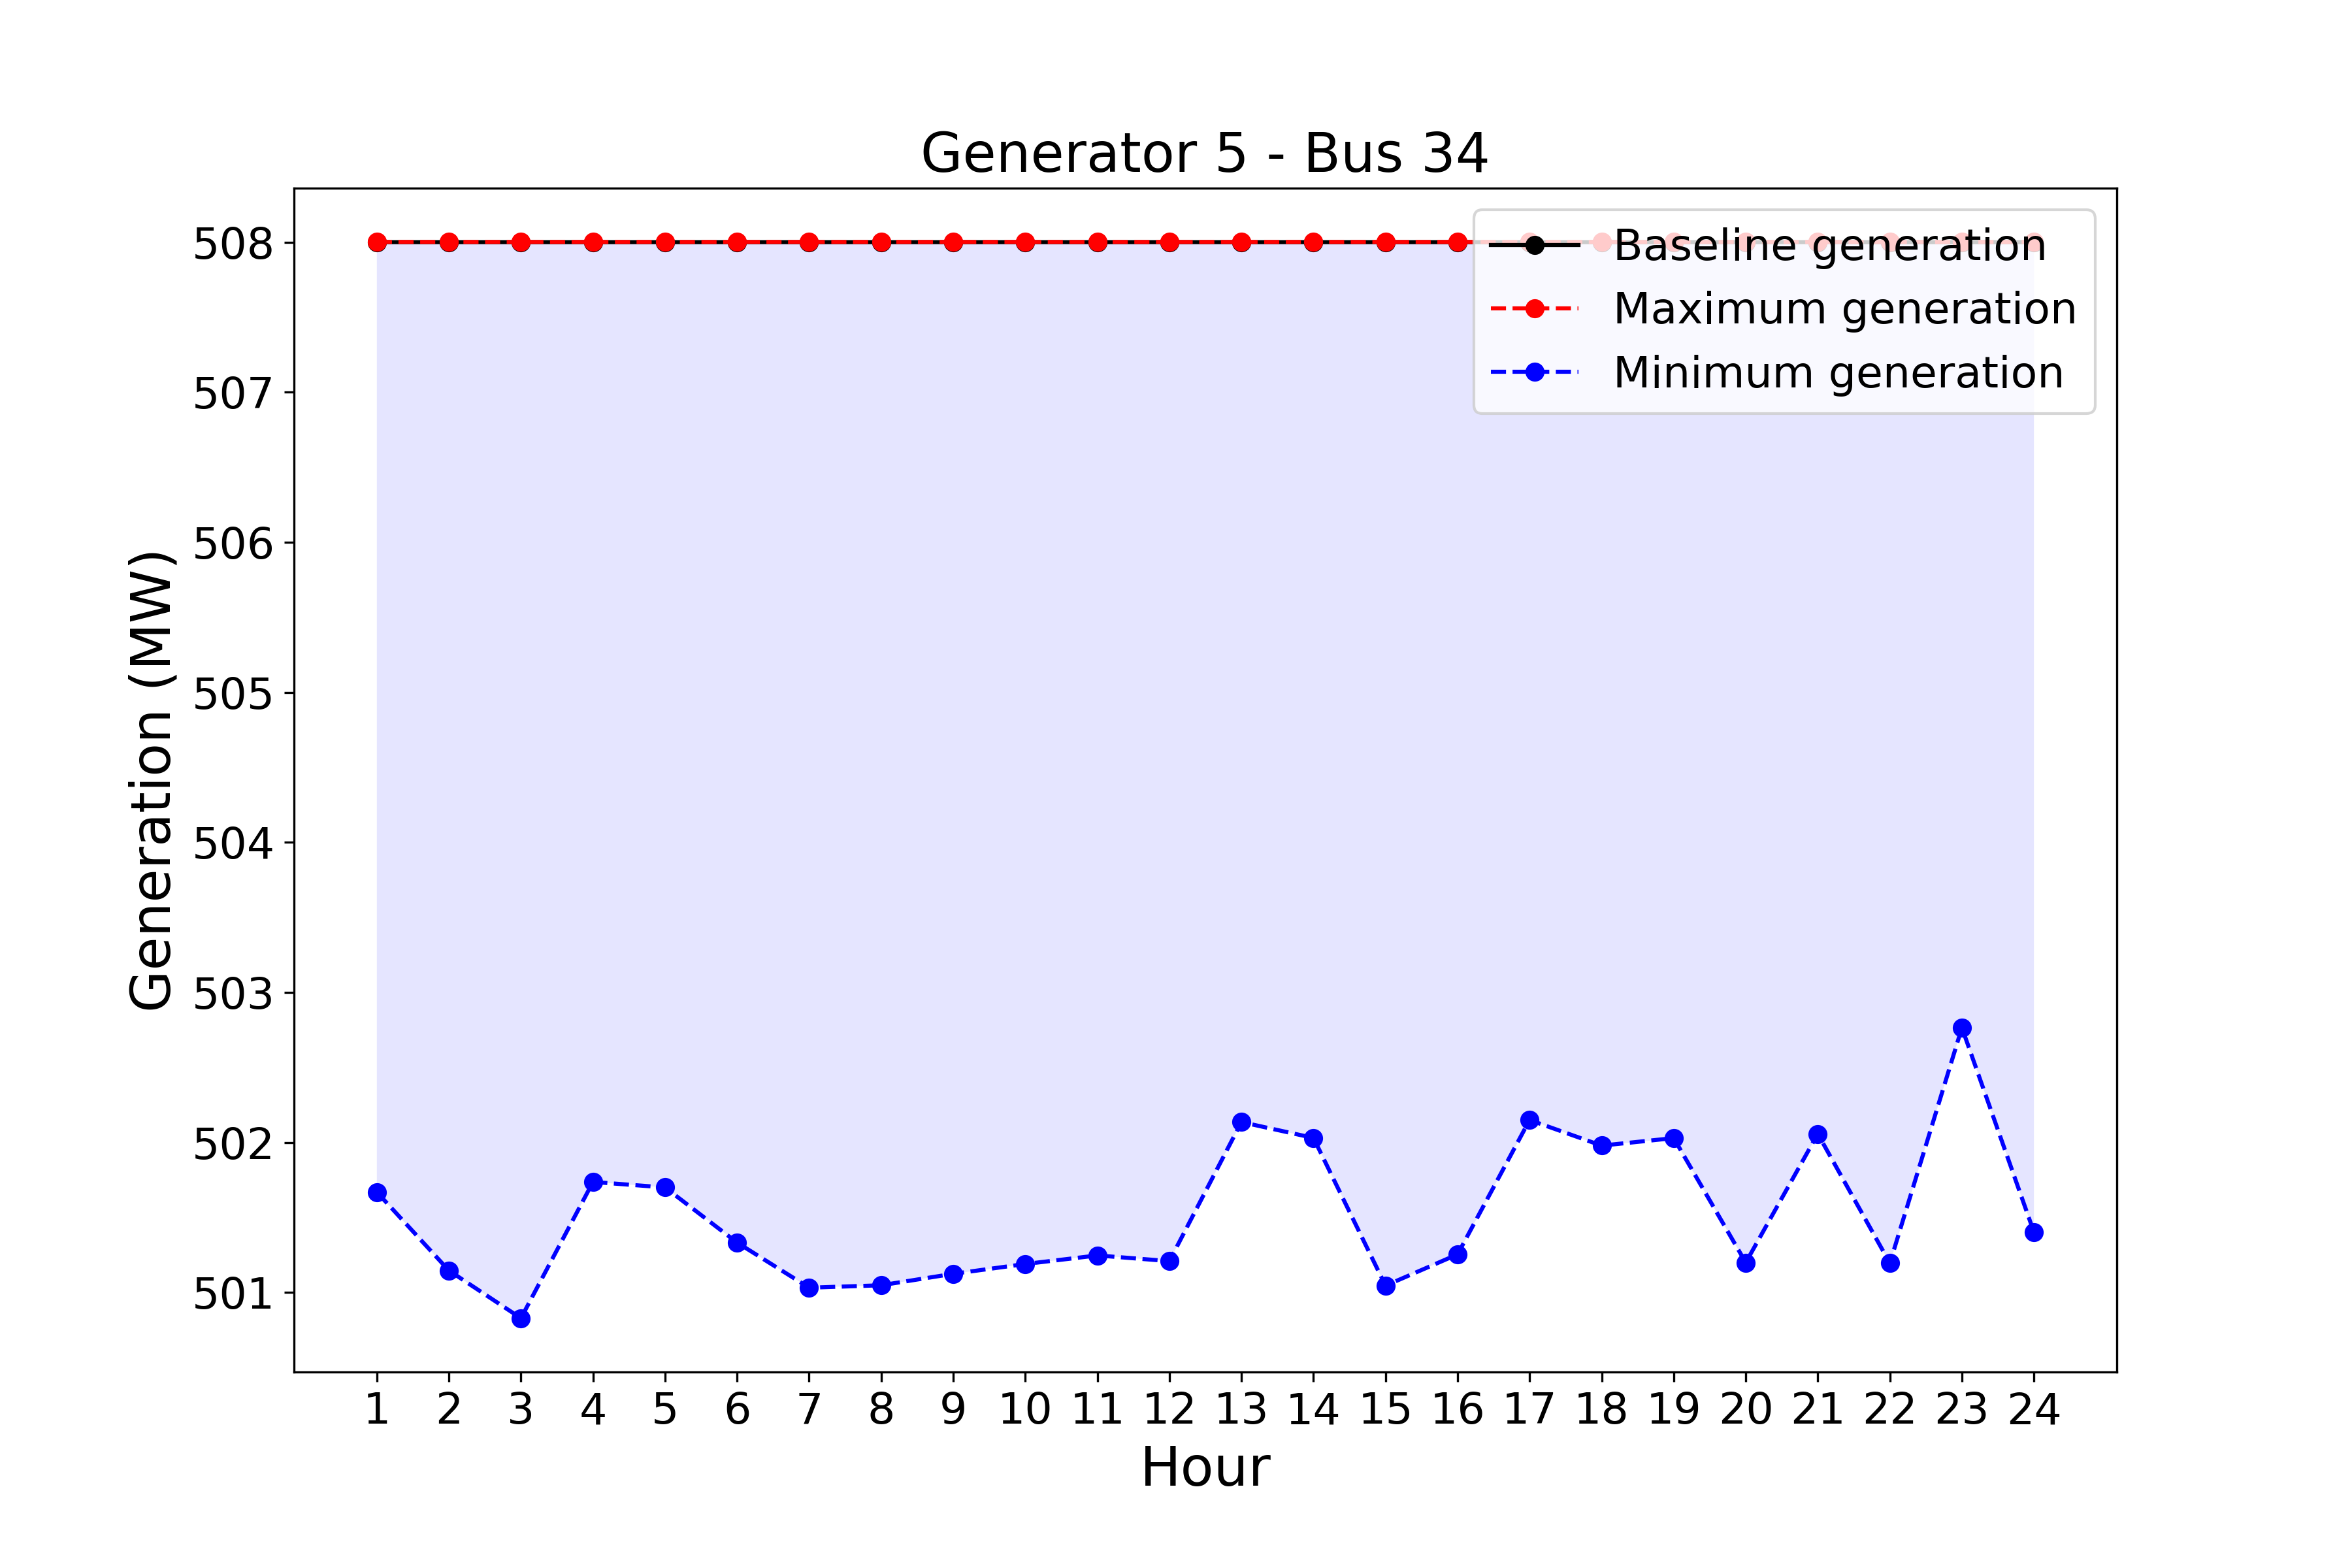 Generator 5 - Bus 34
Baseline generation
Maximum generation
Minimum generation
Generation (MW)
508
507
506
505
504
503
502
501
1 2 3 4 5 6 7 8 9 10 11 12 13 14 15 16 17 18 19 20 21 22 23 24
Hour